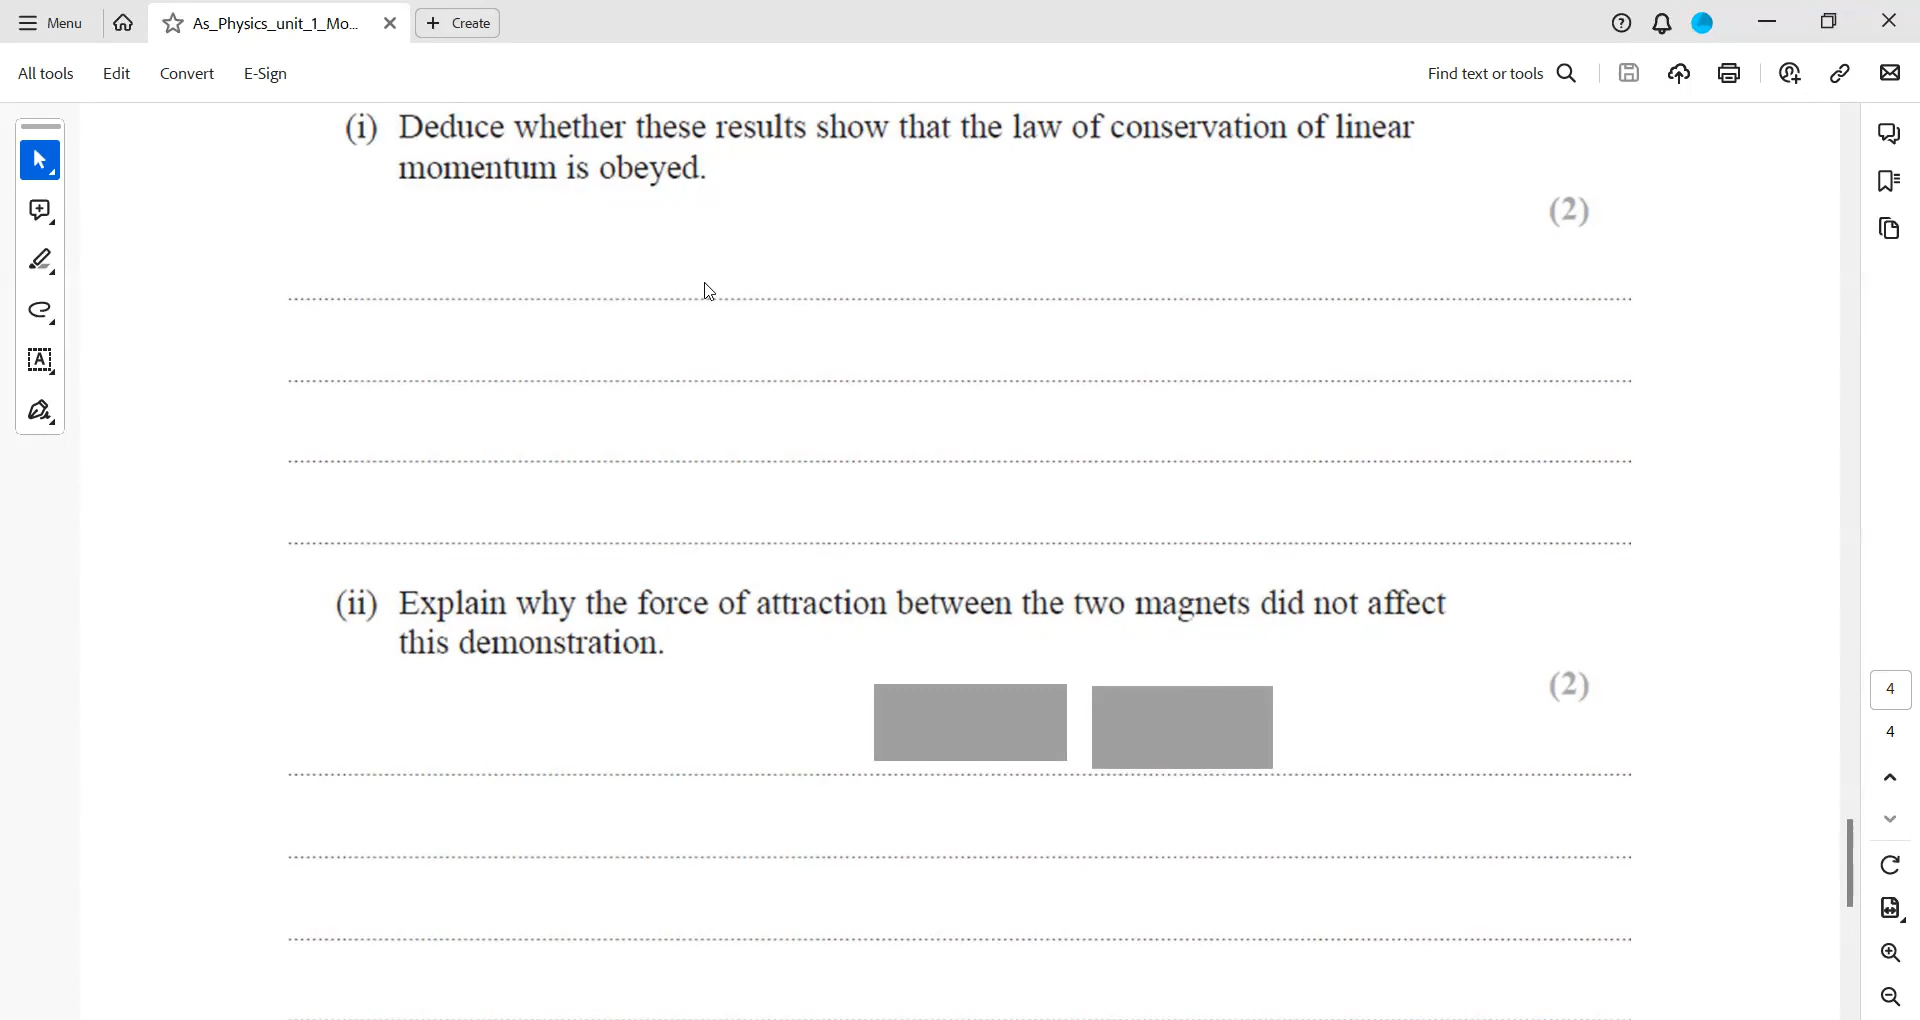 Menu
As_Physics_unit_1_Mo...
Create
All tools
Edit
Convert
E-Sign
Find text or tools
(i) Deduce whether these results show that the law of conservation of linear
momentum is obeyed.
(2)
(ii) Explain why the force of attraction between the two magnets did not affect
this demonstration.
(2)
4
4